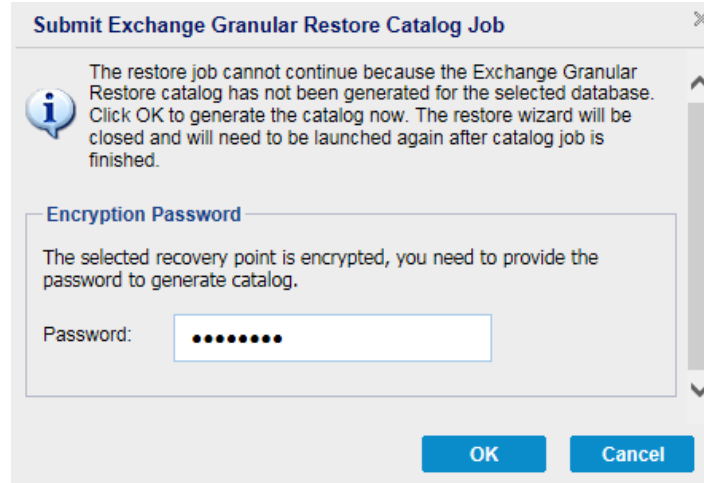 Submit Exchange Granular Restore Catalog Job
The restore job cannot continue because the Exchange Granular
Restore catalog has not been generated for the selected database.
Click OK to generate the catalog now. The restore wizard will be
closed and will need to be launched again after catalog job is
finished.
Encryption Password
The selected recovery point is encrypted, you need to provide the
password to generate catalog.
Password: ••••••••
OK Cancel